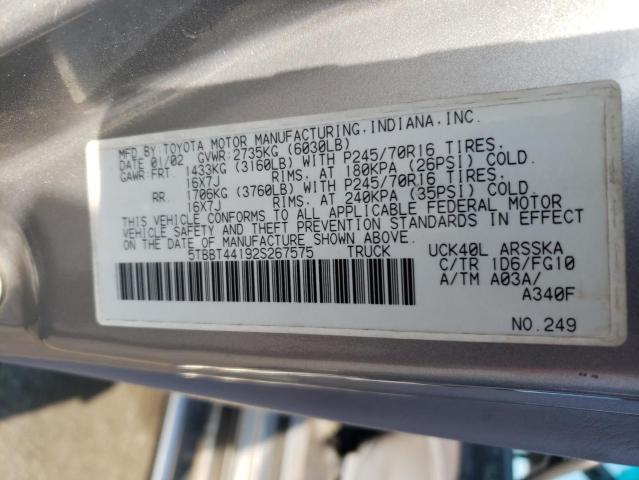 MFD.BY:TOYOTA MOTOR MANUFACTURING,INDIANA,INC.
DATE 01/02 GVWR:2735KG (6030LB)
GAWR:FRT. 1433KG (3160LB) WITH P245/70R16 TIRES.
16X7J RIMS, AT 180KPA (26PSI) COLD.
RR. 1706KG (3760LB) WITH P245/70R16 TIRES,
16X7J RIMS, AT 240KPA (35PSI) COLD.
THIS VEHICLE CONFORMS TO ALL APPLICABLE FEDERAL MOTOR
VEHICLE SAFETY AND THEFT PREVENTION STANDARDS IN EFFECT
ON THE DATE OF MANUFACTURE SHOWN ABOVE.
5TBBT44192S267575 TRUCK UCK40L ARSSKA
C/TR 1D6/FG10
A/TM A03A/
A340F
NO.249